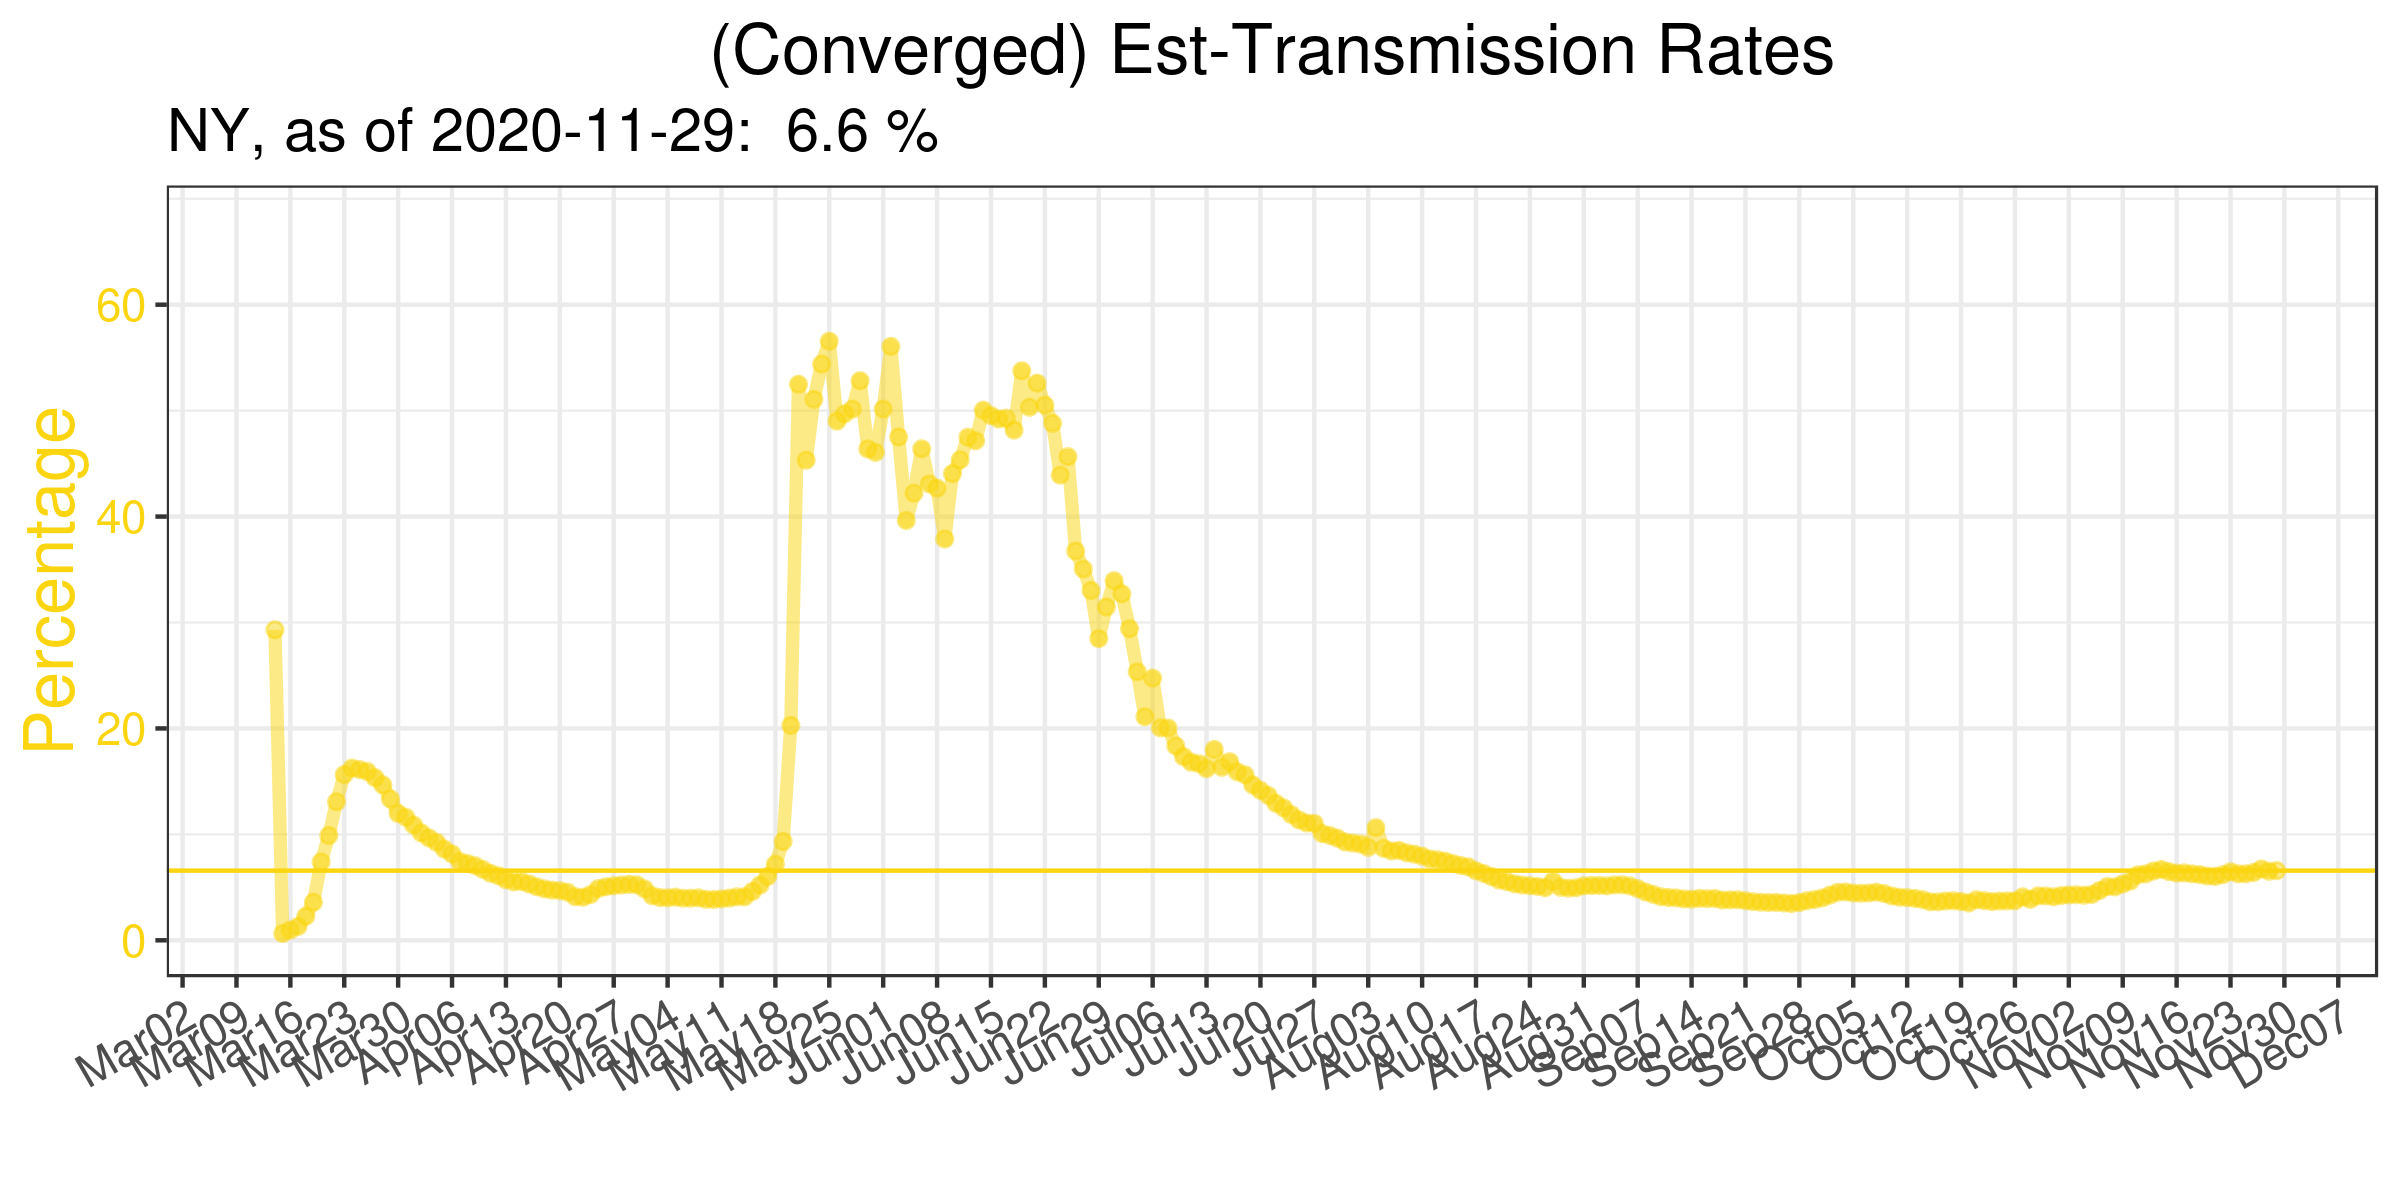 (Converged) Est-Transmission Rates
NY, as of 2020-11-29:  6.6 %
Percentage
60
40
20
0
Mar02
Mar09
Mar16
Mar23
Mar30
Apr06
Apr13
Apr20
Apr27
May04
May11
May18
May25
Jun01
Jun08
Jun15
Jun22
Jun29
Jul06
Jul13
Jul20
Jul27
Aug03
Aug10
Aug17
Aug24
Aug31
Sep07
Sep14
Sep21
Sep28
Oct05
Oct12
Oct19
Oct26
Nov02
Nov09
Nov16
Nov23
Nov30
Dec07